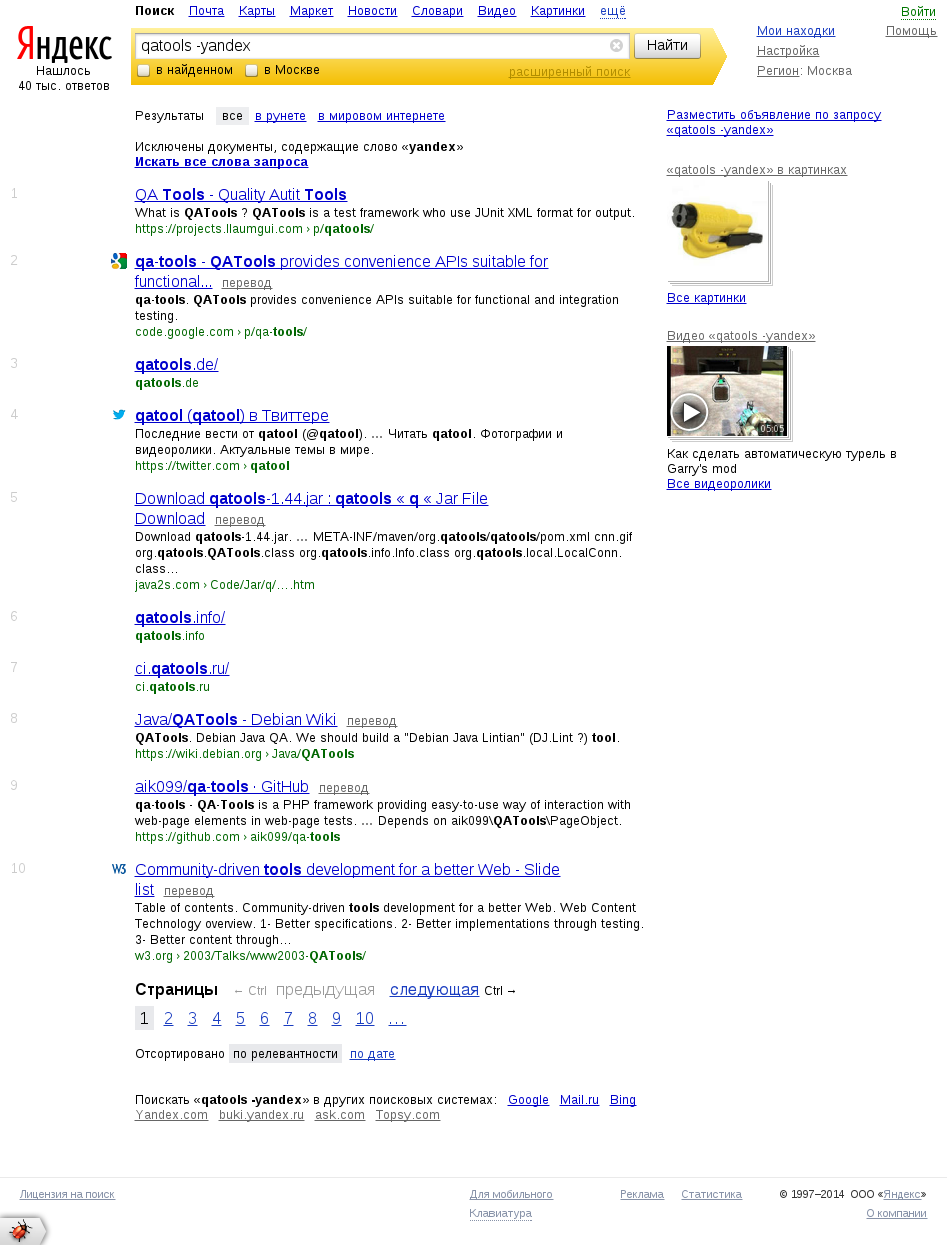 Поиск Почта Карты Маркет Новости Словари Видео Картинки ещё
Войти
Яндекс
Нашлось
40 тыс. ответов
qatools -yandex
Найти
в найденном в Москве расширенный поиск
Мои находки Помощь
Настройка
Регион: Москва
Результаты все в рунете в мировом интернете
Исключены документы, содержащие слово «yandex»
Искать все слова запроса
1 QA Tools - Quality Autit Tools
What is QATools ? QATools is a test framework who use JUnit XML format for output.
https://projects.llaumgui.com › p/qatools/
2 qa-tools - QATools provides convenience APIs suitable for
functional... перевод
qa-tools. QATools provides convenience APIs suitable for functional and integration
testing.
code.google.com › p/qa-tools/
3 qatools.de/
qatools.de
4 qatool (qatool) в Твиттере
Последние вести от qatool (@qatool). ... Читать qatool. Фотографии и
видеоролики. Актуальные темы в мире.
https://twitter.com › qatool
5 Download qatools-1.44.jar : qatools « q « Jar File
Download перевод
Download qatools-1.44.jar. ... META-INF/maven/org.qatools/qatools/pom.xml cnn.gif
org.qatools.QATools.class org.qatools.info.Info.class org.qatools.local.LocalConn.
class...
java2s.com › Code/Jar/q/....htm
6 qatools.info/
qatools.info
7 ci.qatools.ru/
ci.qatools.ru
8 Java/QATools - Debian Wiki перевод
QATools. Debian Java QA. We should build a "Debian Java Lintian" (DJ.Lint ?) tool.
https://wiki.debian.org › Java/QATools
9 aik099/qa-tools · GitHub перевод
qa-tools - QA-Tools is a PHP framework providing easy-to-use way of interaction with
web-page elements in web-page tests. ... Depends on aik099\QATools\PageObject.
https://github.com › aik099/qa-tools
10 W3 Community-driven tools development for a better Web - Slide
list перевод
Table of contents. Community-driven tools development for a better Web. Web Content
Technology overview. 1- Better specifications. 2- Better implementations through testing.
3- Better content through...
w3.org › 2003/Talks/www2003-QATools/
Разместить объявление по запросу
«qatools -yandex»
«qatools -yandex» в картинках
Все картинки
Видео «qatools -yandex»
05:05
Как сделать автоматическую турель в
Garry's mod
Все видеоролики
Страницы ← Ctrl предыдущая следующая Ctrl →
1 2 3 4 5 6 7 8 9 10 ...
Отсортировано по релевантности по дате
Поискать «qatools -yandex» в других поисковых системах: Google Mail.ru Bing
Yandex.com buki.yandex.ru ask.com Topsy.com
Лицензия на поиск Для мобильного Реклама Статистика © 1997–2014 ООО «Яндекс»
Клавиатура О компании